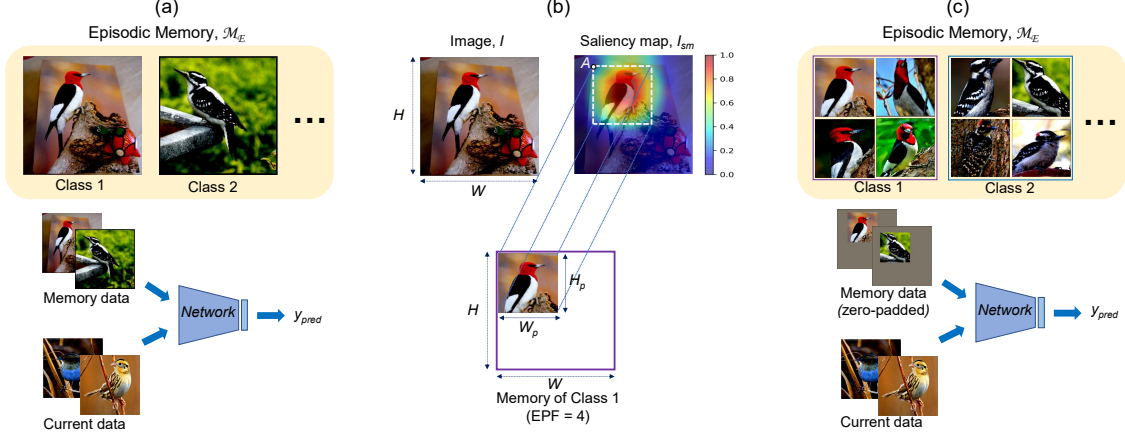 (a)
Episodic Memory, ℳ_E
Class 1
Class 2
...
Memory data
Network
y_pred
Current data
(b)
Image, I
Saliency map, I_sm
H
W
A
1.0
0.8
0.6
0.4
0.2
0.0
H
H_p
W_p
W
Memory of Class 1
(EPF = 4)
(c)
Episodic Memory, ℳ_E
Class 1
Class 2
...
Memory data
(zero-padded)
Network
y_pred
Current data